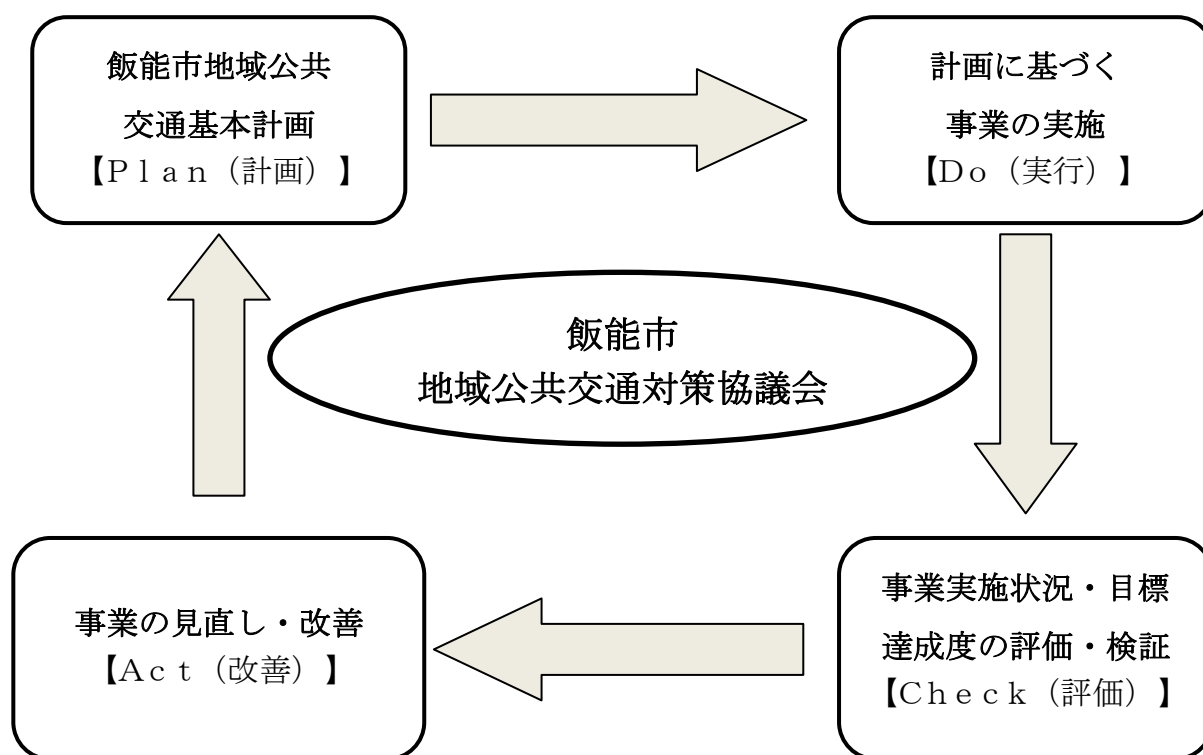 飯能市地域公共
交通基本計画
【Ｐｌａｎ（計画）】
計画に基づく
事業の実施
【Ｄｏ（実行）】
飯能市
地域公共交通対策協議会
事業の見直し・改善
【Ａｃｔ（改善）】
事業実施状況・目標
達成度の評価・検証
【Ｃｈｅｃｋ（評価）】